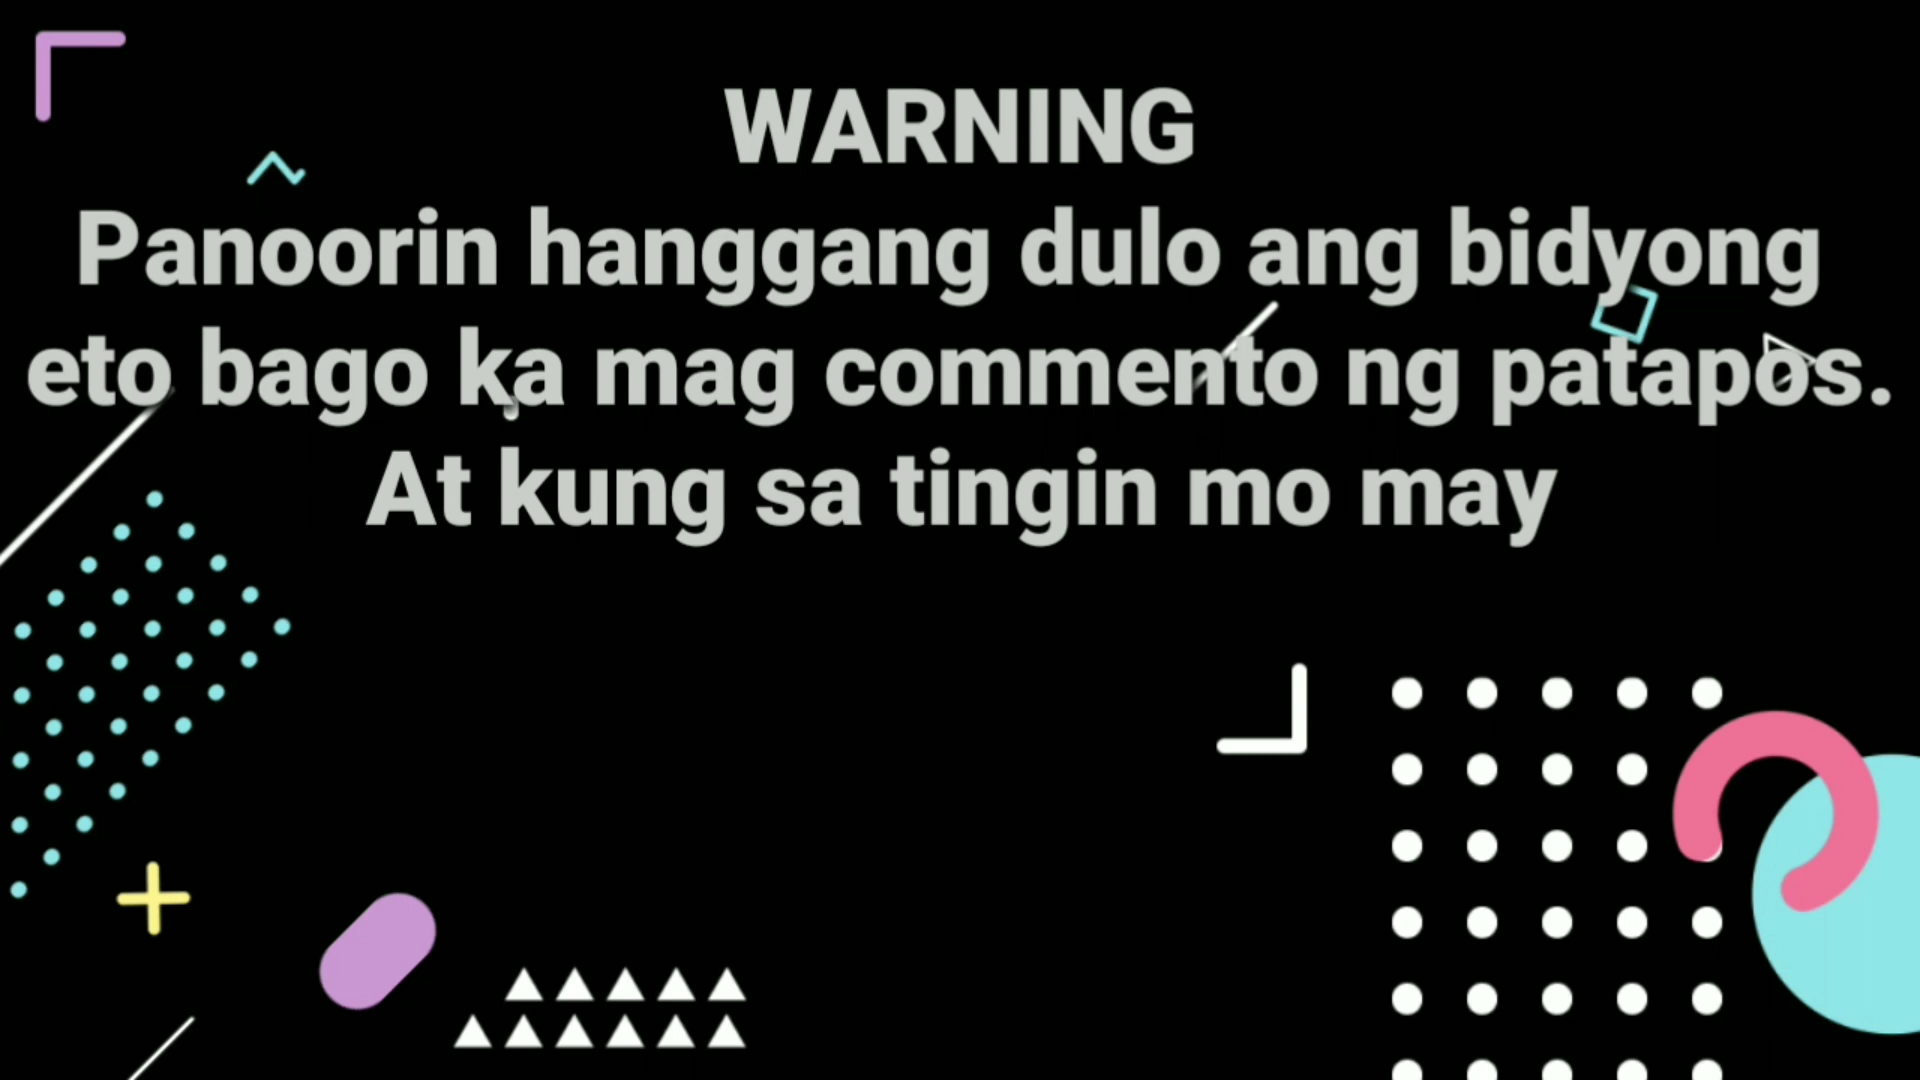 WARNING
Panoorin hanggang dulo ang bidyong
eto bago ka mag commento ng patapos.
At kung sa tingin mo may